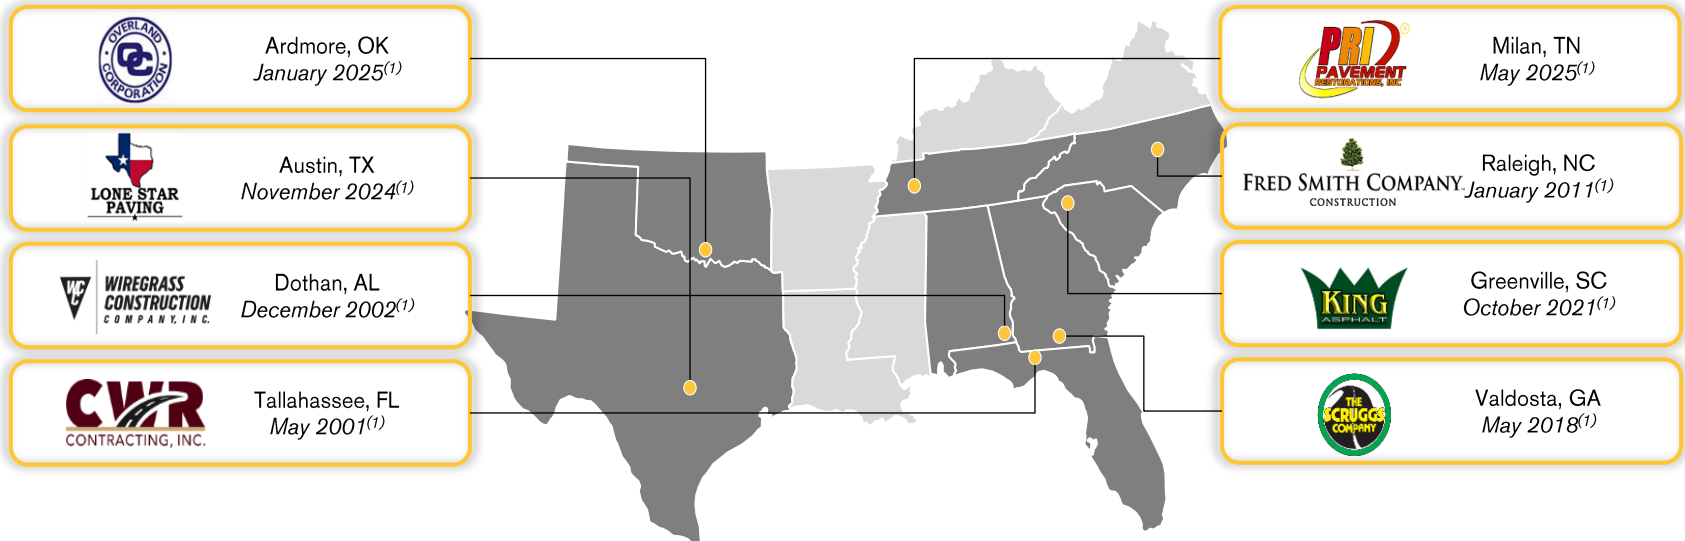 OVERLAND
OC
CORPORATION
Ardmore, OK
January 2025(1)
LONE STAR
PAVING
Austin, TX
November 2024(1)
WCC
WIREGRASS
CONSTRUCTION
COMPANY, INC.
Dothan, AL
December 2002(1)
CWR
CONTRACTING, INC.
Tallahassee, FL
May 2001(1)
PRI
®
PAVEMENT
RESTORATIONS, INC
Milan, TN
May 2025(1)
FRED SMITH COMPANY
CONSTRUCTION
Raleigh, NC
January 2011(1)
KING
ASPHALT
Greenville, SC
October 2021(1)
THE
SCRUGGS
COMPANY
Valdosta, GA
May 2018(1)